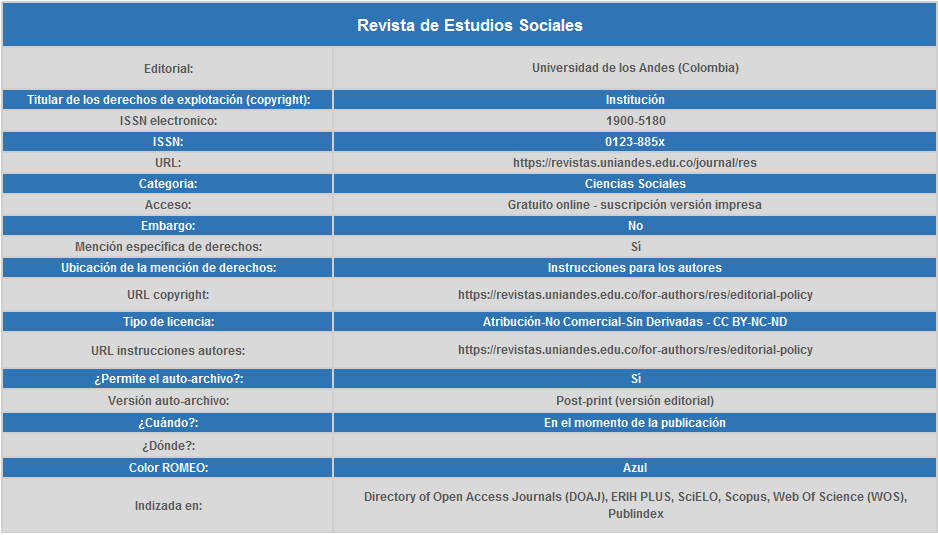 Revista de Estudios Sociales
Editorial: Universidad de los Andes (Colombia)
Titular de los derechos de explotación (copyright): Institución
ISSN electronico: 1900-5180
ISSN: 0123-885x
URL: https://revistas.uniandes.edu.co/journal/res
Categoria: Ciencias Sociales
Acceso: Gratuito online - suscripción versión impresa
Embargo: No
Mención específica de derechos: Sí
Ubicación de la mención de derechos: Instrucciones para los autores
URL copyright: https://revistas.uniandes.edu.co/for-authors/res/editorial-policy
Tipo de licencia: Atribución-No Comercial-Sin Derivadas - CC BY-NC-ND
URL instrucciones autores: https://revistas.uniandes.edu.co/for-authors/res/editorial-policy
¿Permite el auto-archivo?: Sí
Versión auto-archivo: Post-print (versión editorial)
¿Cuándo?: En el momento de la publicación
¿Dónde?:
Color ROMEO: Azul
Indizada en: Directory of Open Access Journals (DOAJ), ERIH PLUS, SciELO, Scopus, Web Of Science (WOS),
Publindex